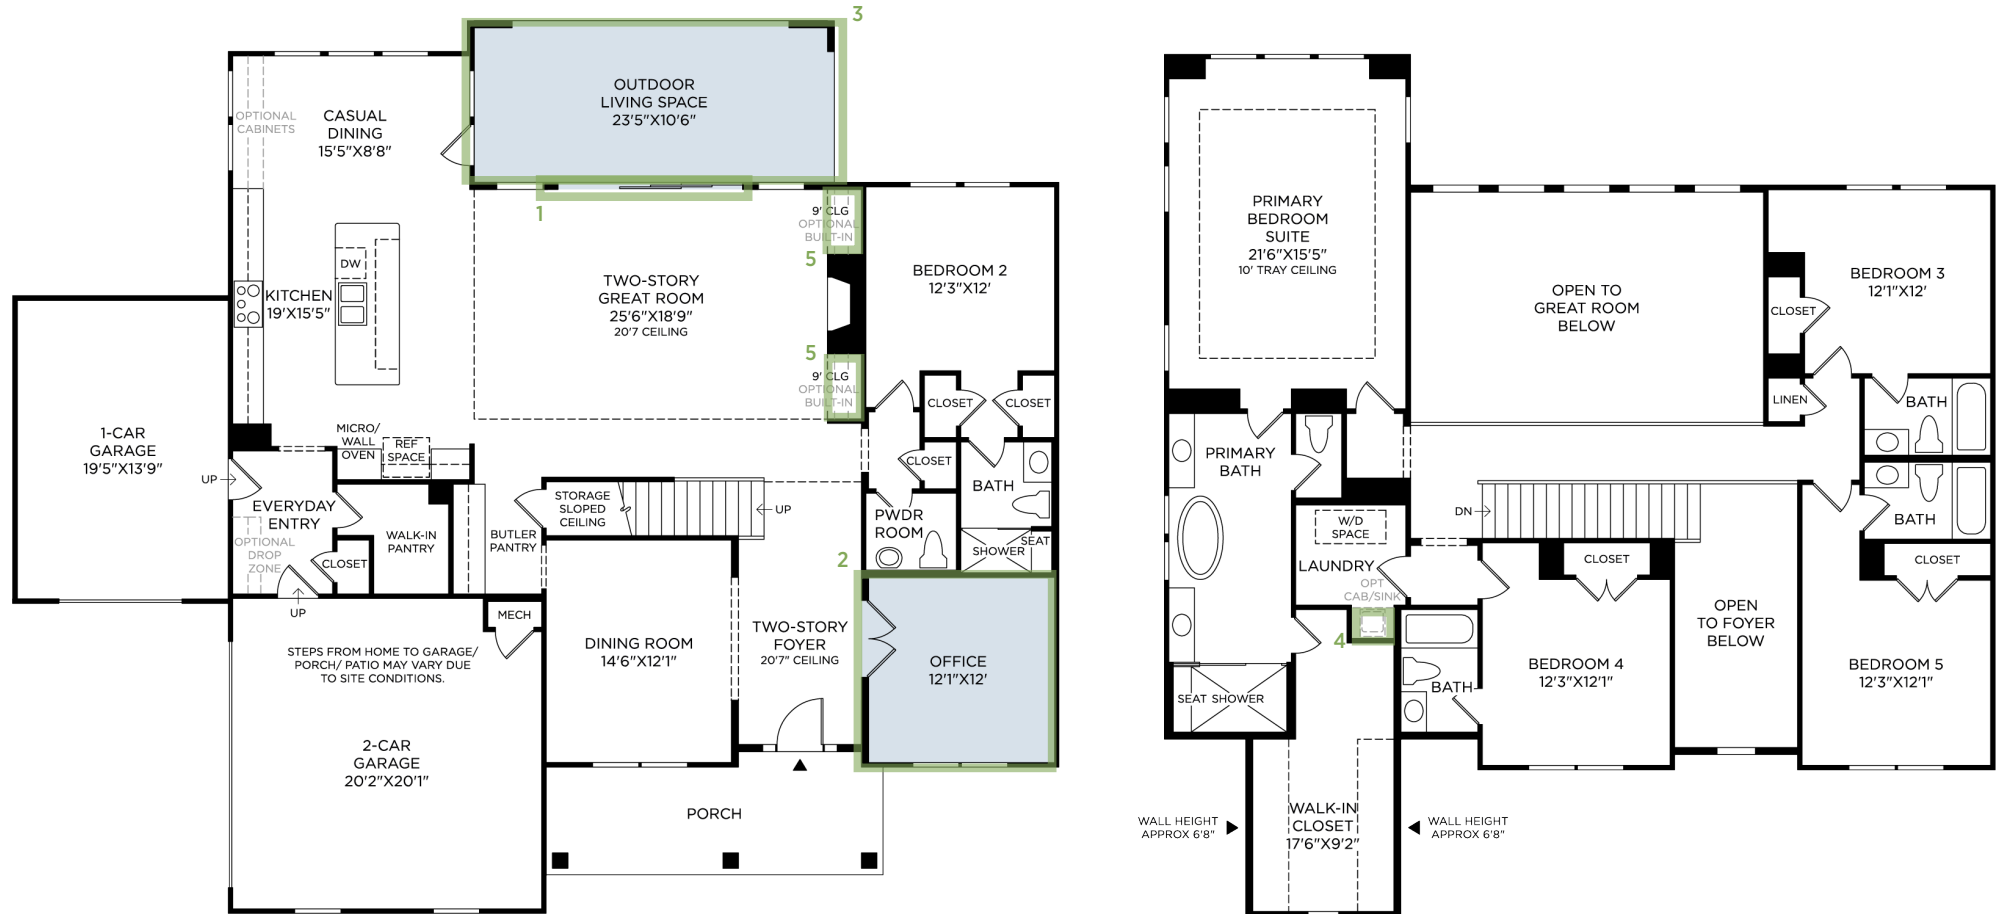 3
OUTDOOR
LIVING SPACE
23'5"X10'6"
OPTIONAL
CABINETS
CASUAL
DINING
15'5"X8'8"
1
9' CLG
OPTIONAL
BUILT-IN
5
DW
KITCHEN
19'X15'5"
TWO-STORY
GREAT ROOM
25'6"X18'9"
20'7 CEILING
BEDROOM 2
12'3"X12'
5
9' CLG
OPTIONAL
BUILT-IN
CLOSET
CLOSET
1-CAR
GARAGE
19'5"X13'9"
MICRO/
WALL
OVEN
REF
SPACE
UP
CLOSET
BATH
EVERYDAY
ENTRY
OPTIONAL
DROP
ZONE
WALK-IN
PANTRY
CLOSET
UP
BUTLER
PANTRY
STORAGE
SLOPED
CEILING
UP
PWDR
ROOM
SHOWER
SEAT
2
MECH
STEPS FROM HOME TO GARAGE/
PORCH/ PATIO MAY VARY DUE
TO SITE CONDITIONS.
DINING ROOM
14'6"X12'1"
TWO-STORY
FOYER
20'7" CEILING
OFFICE
12'1"X12'
2-CAR
GARAGE
20'2"X20'1"
PORCH
PRIMARY
BEDROOM
SUITE
21'6"X15'5"
10' TRAY CEILING
OPEN TO
GREAT ROOM
BELOW
BEDROOM 3
12'1"X12'
CLOSET
LINEN
BATH
PRIMARY
BATH
W/D
SPACE
DN
BATH
LAUNDRY
OPT
CAB/SINK
4
CLOSET
CLOSET
OPEN
TO FOYER
BELOW
BEDROOM 4
12'3"X12'1"
BEDROOM 5
12'3"X12'1"
BATH
SEAT SHOWER
WALK-IN
CLOSET
17'6"X9'2"
WALL HEIGHT
APPROX 6'8"
WALL HEIGHT
APPROX 6'8"